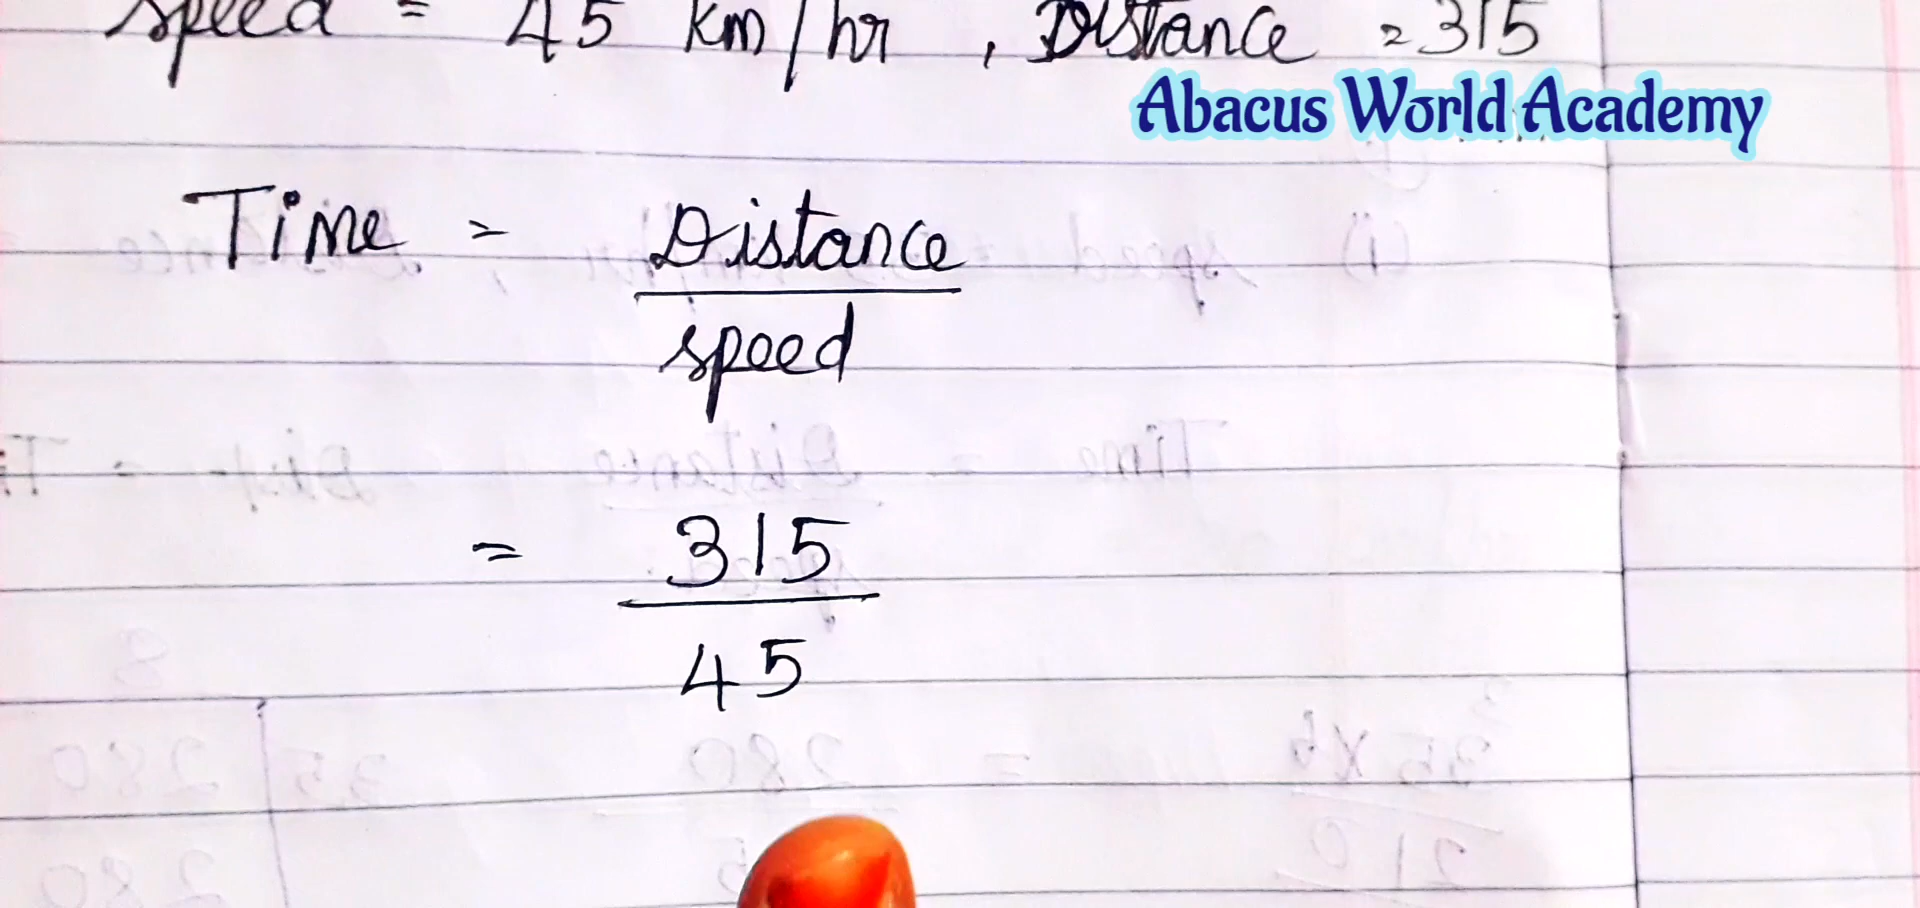 speed = 45 km/hr, Distance = 315
Abacus World Academy
Time = Distance
speed
= 315
45